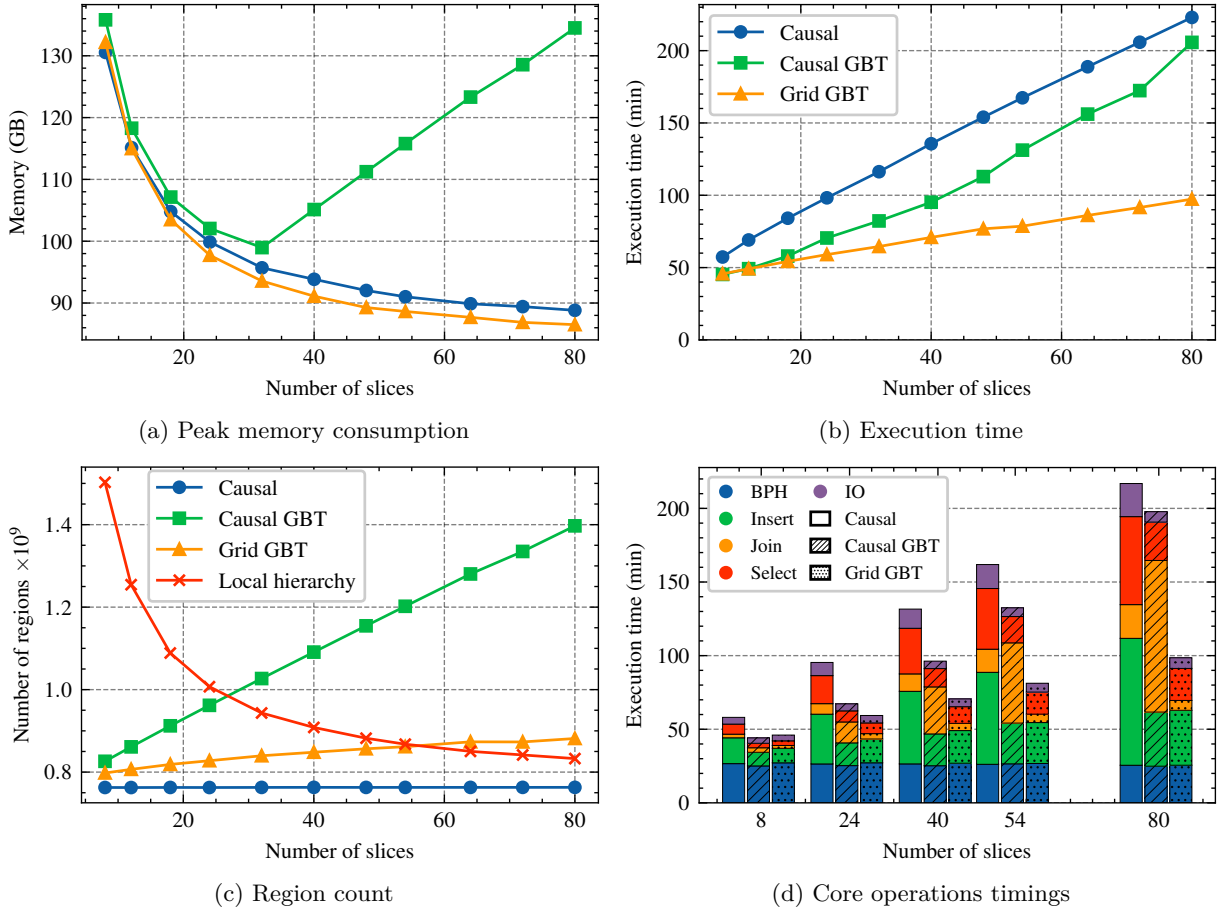 130
120
110
100
90
Memory (GB)
20
40
60
80
Number of slices
(a) Peak memory consumption
Causal
Causal GBT
Grid GBT
200
150
100
50
0
Execution time (min)
20
40
60
80
Number of slices
(b) Execution time
Causal
Causal GBT
Grid GBT
Local hierarchy
1.4
1.2
1.0
0.8
Number of regions ×10⁹
20
40
60
80
Number of slices
(c) Region count
BPH
Insert
Join
Select
IO
Causal
Causal GBT
Grid GBT
200
150
100
50
0
Execution time (min)
8
24
40
54
80
Number of slices
(d) Core operations timings